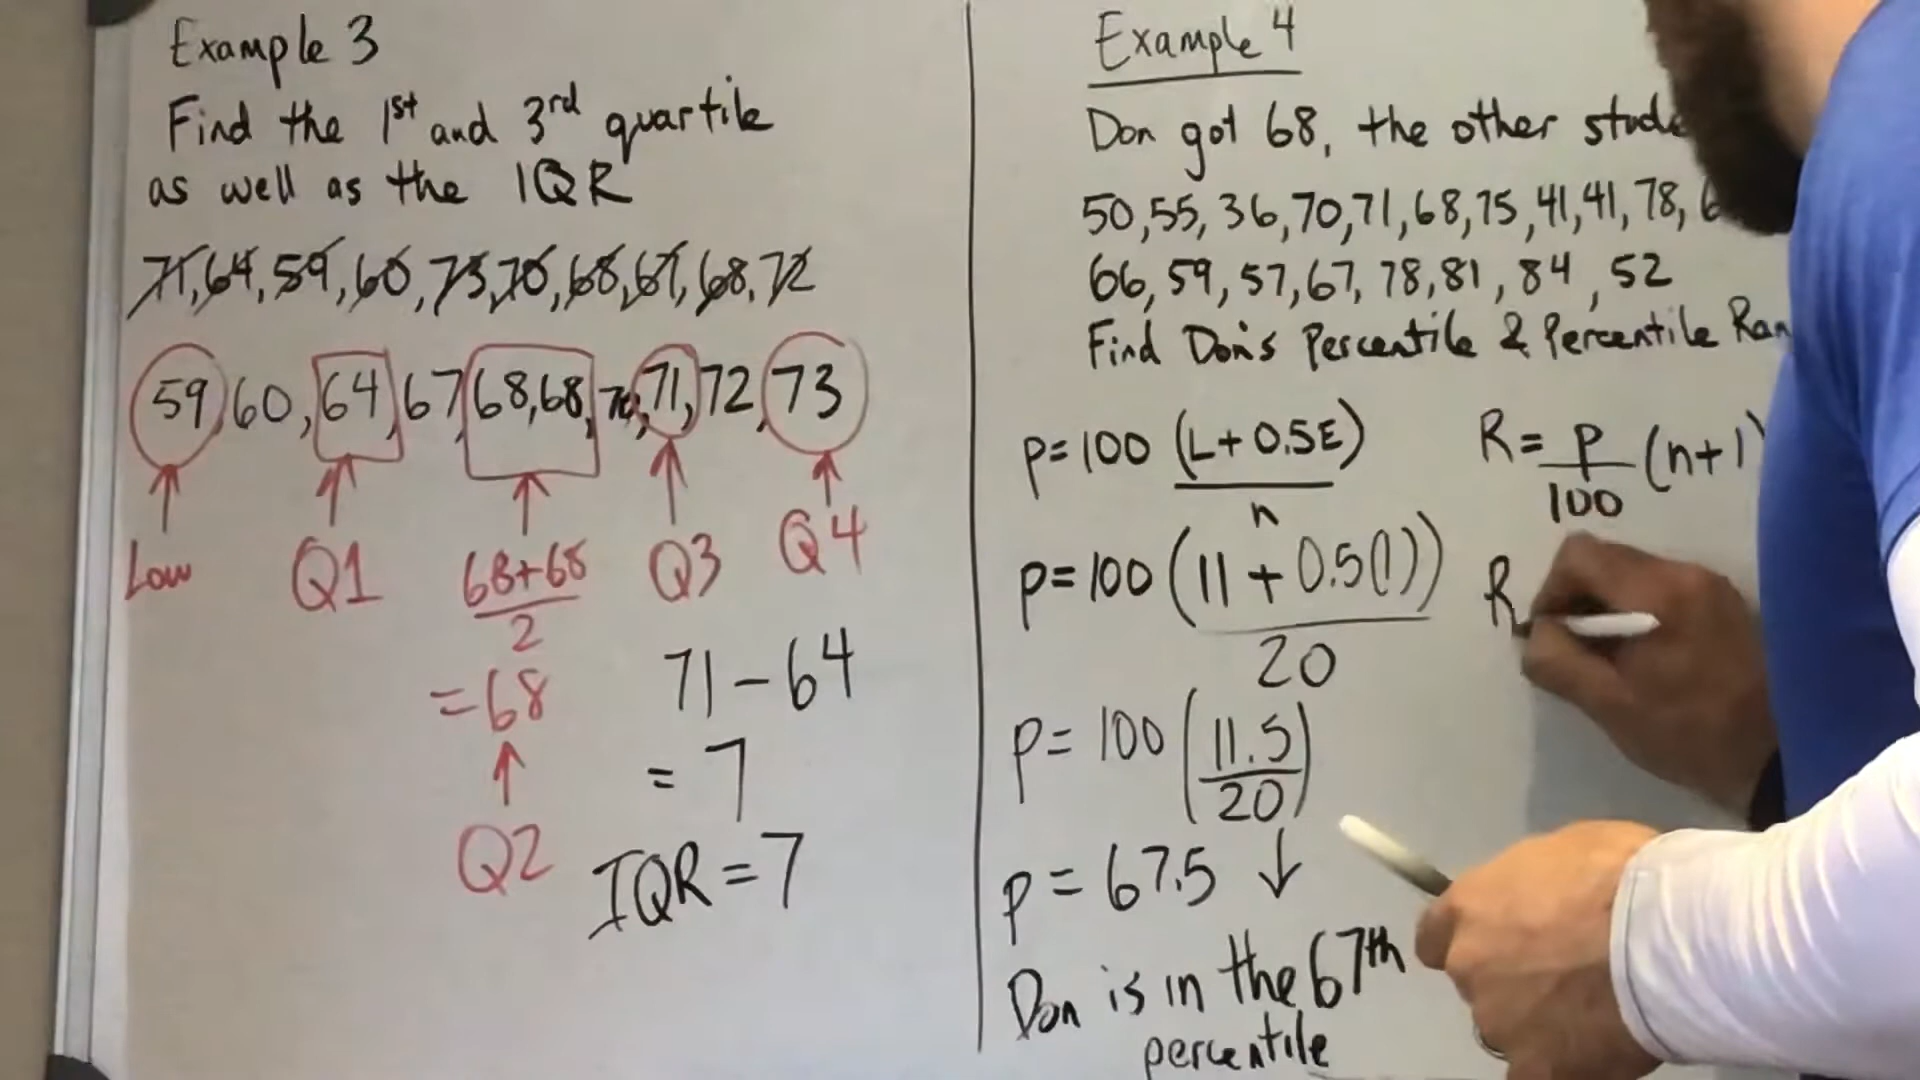 Example 3
Find the 1st and 3rd quartile
as well as the IQR
71, 64, 59, 60, 73, 70, 68, 67, 68, 72
59, 60, 64, 67, 68, 68, 70, 71, 72, 73
Low
Q1
68+68
2
= 68
Q2
Q3
Q4
71 - 64
= 7
IQR = 7
Example 4
Don got 68, the other stude
50, 55, 36, 70, 71, 68, 75, 41, 41, 78, 6
66, 59, 57, 67, 78, 81, 84, 52
Find Don's Percentile & Percentile Ran
p = 100 (L + 0.5E)
n
p = 100 (11 + 0.5(1))
20
p = 100 (11.5)
20
p = 67.5 ↓
Don is in the 67th
percentile
R = p (n+1)
100
R